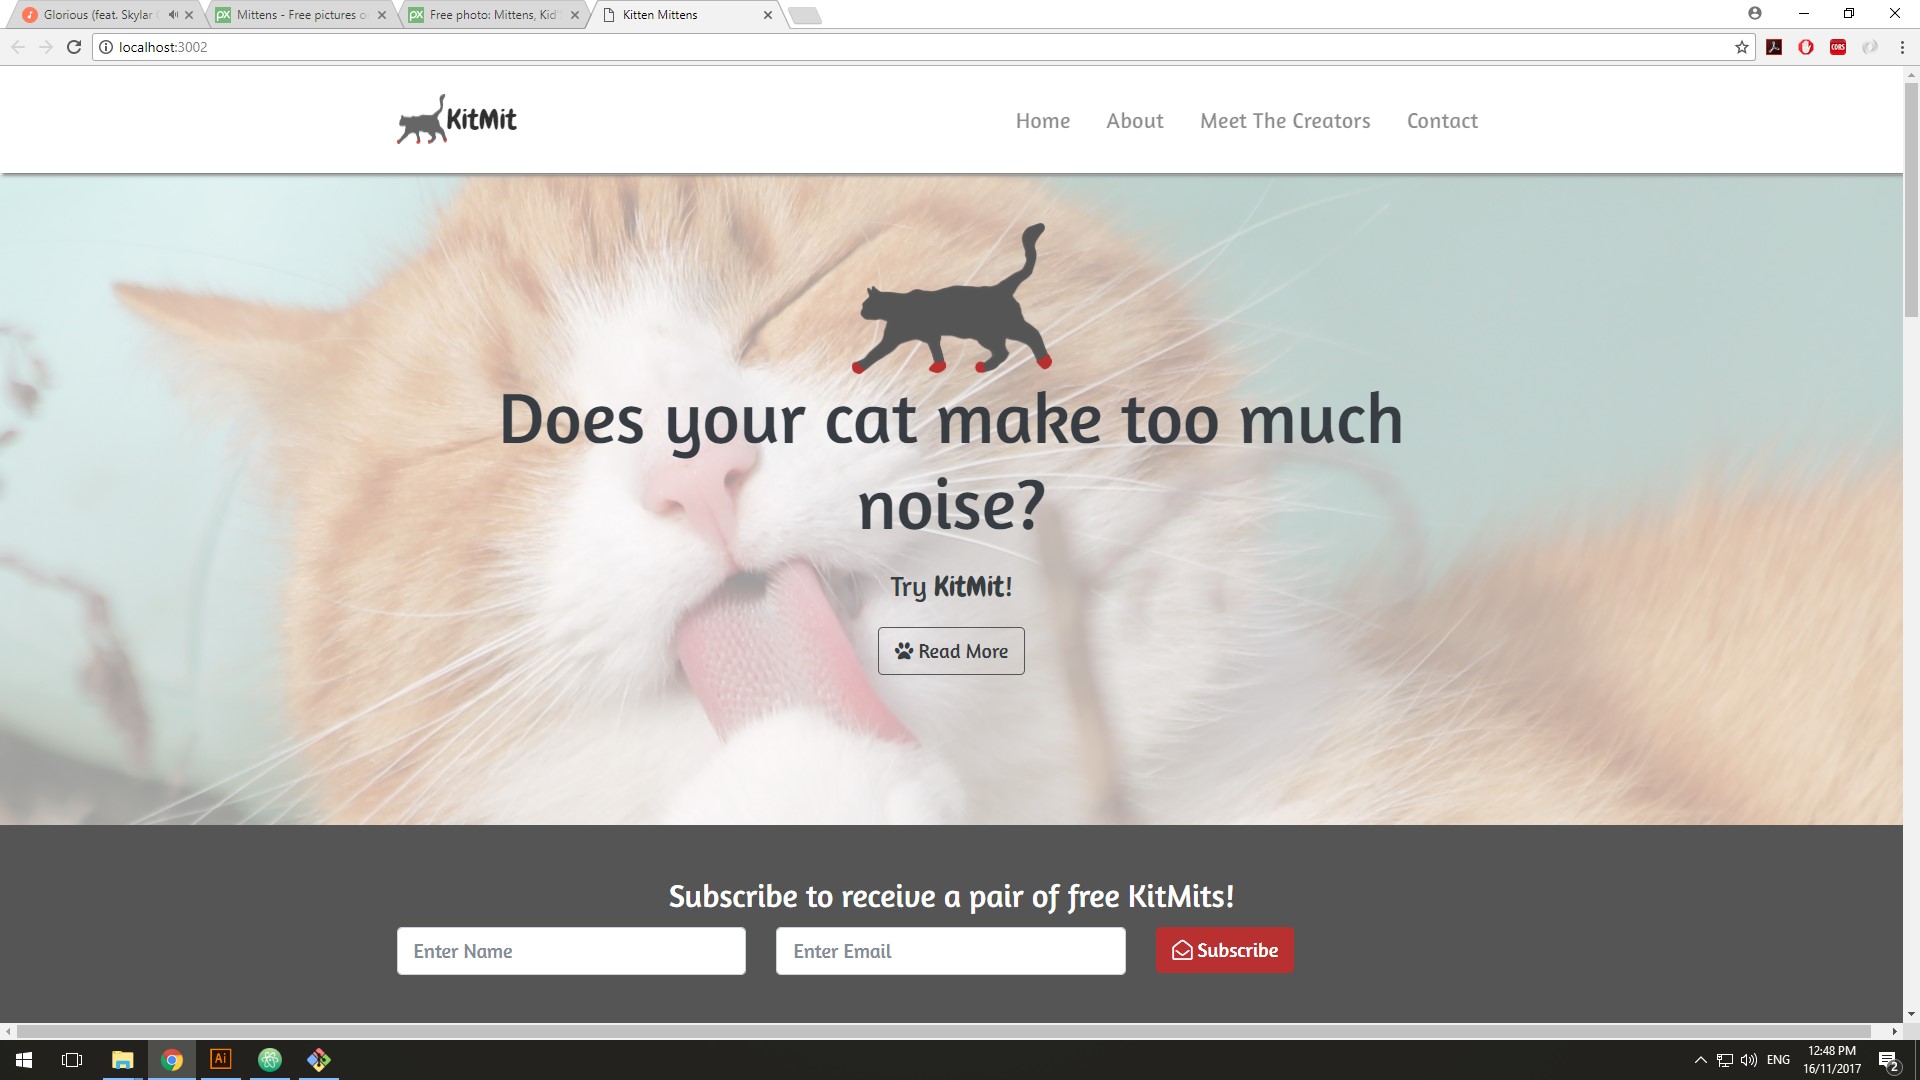 Glorious (feat. Skylar
Mittens - Free pictures o
Free photo: Mittens, Kid'
Kitten Mittens
localhost:3002
CORS
KitMit
Home
About
Meet The Creators
Contact
Does your cat make too much
noise?
Try KitMit!
Read More
Subscribe to receive a pair of free KitMits!
Enter Name
Enter Email
Subscribe
Ai
ENG
12:48 PM
16/11/2017
2